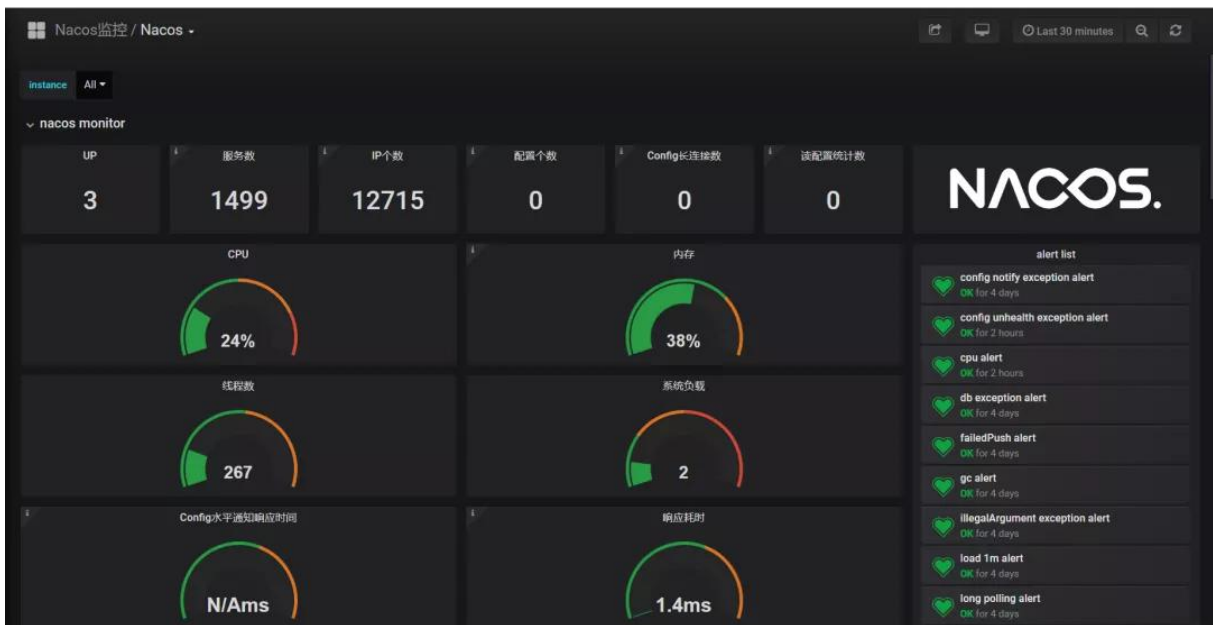 Nacos监控 / Nacos
Last 30 minutes
instance All
nacos monitor
UP
3
服务数
1499
IP个数
12715
配置个数
0
Config长连接数
0
读配置统计数
0
NACOS.
CPU
24%
内存
38%
线程数
267
系统负载
2
Config水平通知响应时间
N/Ams
响应耗时
1.4ms
alert list
config notify exception alert
OK for 4 days
config unhealth exception alert
OK for 2 hours
cpu alert
OK for 2 hours
db exception alert
OK for 4 days
failedPush alert
OK for 4 days
gc alert
OK for 4 days
illegalArgument exception alert
OK for 4 days
load 1m alert
OK for 4 days
long polling alert
OK for 4 days